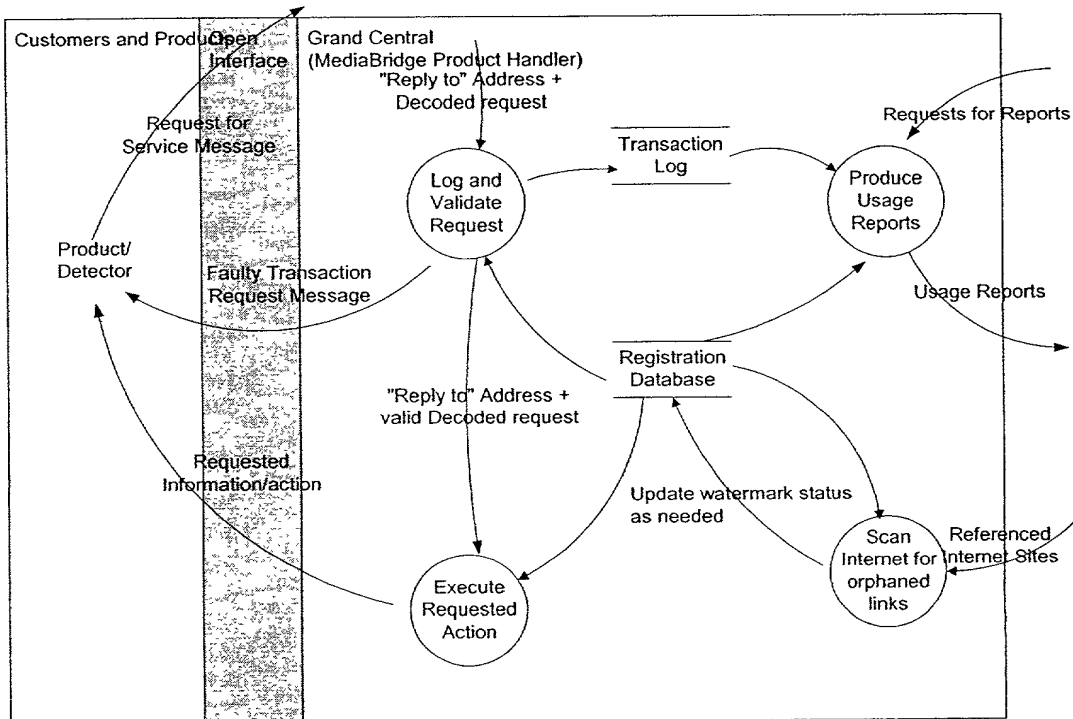 Customers and Products
Open
Interface
Grand Central
(MediaBridge Product Handler)
"Reply to" Address +
Decoded request
Requests for Reports
Request for
Service Message
Transaction
Log
Log and
Validate
Request
Produce
Usage
Reports
Product/
Detector
Faulty Transaction
Request Message
Usage Reports
Registration
Database
"Reply to" Address +
valid Decoded request
Requested
Information/action
Update watermark status
as needed
Scan
Internet for
orphaned
links
Referenced
Internet Sites
Execute
Requested
Action